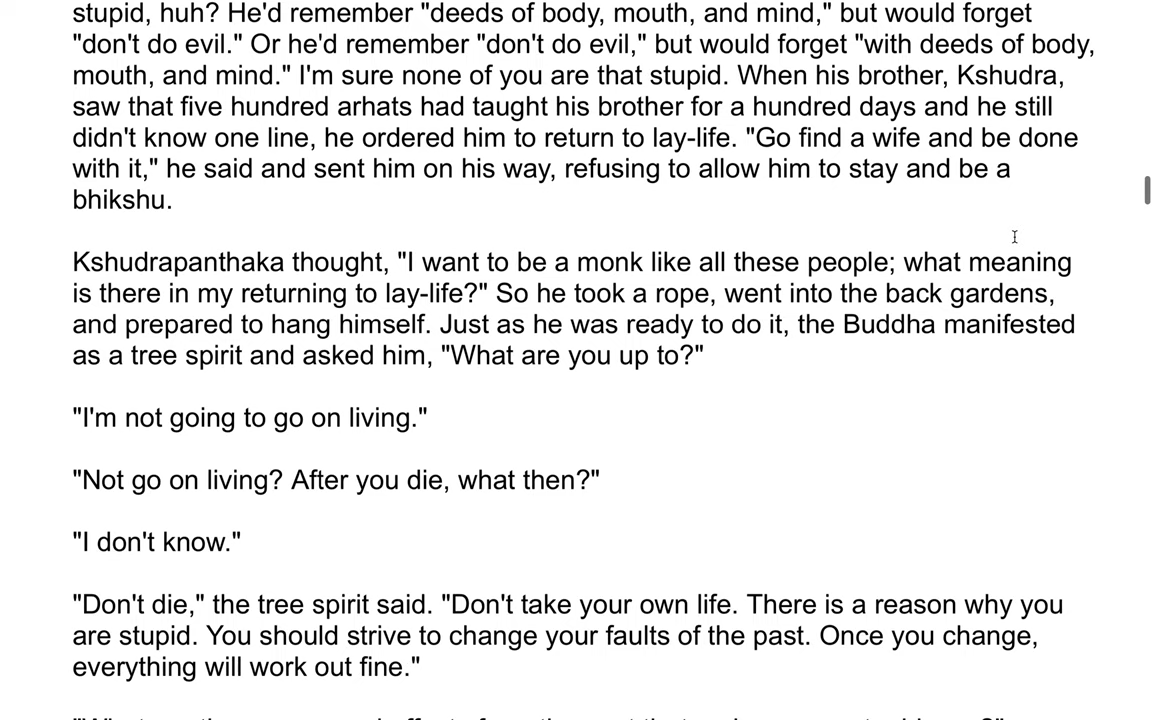 stupid, huh? He'd remember "deeds of body, mouth, and mind," but would forget
"don't do evil." Or he'd remember "don't do evil," but would forget "with deeds of body,
mouth, and mind." I'm sure none of you are that stupid. When his brother, Kshudra,
saw that five hundred arhats had taught his brother for a hundred days and he still
didn't know one line, he ordered him to return to lay-life. "Go find a wife and be done
with it," he said and sent him on his way, refusing to allow him to stay and be a
bhikshu.
Kshudrapanthaka thought, "I want to be a monk like all these people; what meaning
is there in my returning to lay-life?" So he took a rope, went into the back gardens,
and prepared to hang himself. Just as he was ready to do it, the Buddha manifested
as a tree spirit and asked him, "What are you up to?"
"I'm not going to go on living."
"Not go on living? After you die, what then?"
"I don't know."
"Don't die," the tree spirit said. "Don't take your own life. There is a reason why you
are stupid. You should strive to change your faults of the past. Once you change,
everything will work out fine."